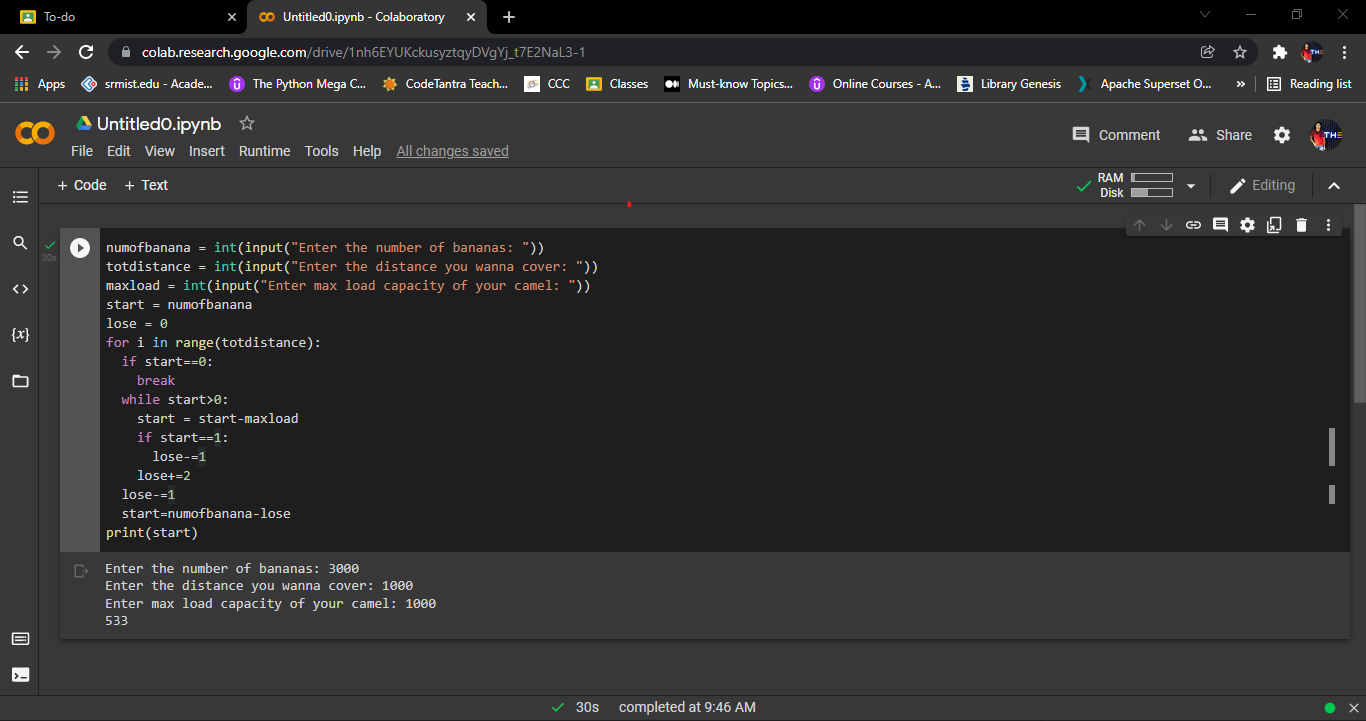 To-do
Untitled0.ipynb - Colaboratory
colab.research.google.com/drive/1nh6EYUKckusyztqyDVgYj_t7E2NaL3-1
Apps
srmist.edu - Acade...
The Python Mega C...
CodeTantra Teach...
CCC
Classes
Must-know Topics...
Online Courses - A...
Library Genesis
Apache Superset O...
»
Reading list
Untitled0.ipynb
Comment
Share
File Edit View Insert Runtime Tools Help All changes saved
+ Code + Text
RAM
Disk
Editing
30s
numofbanana = int(input("Enter the number of bananas: "))
totdistance = int(input("Enter the distance you wanna cover: "))
maxload = int(input("Enter max load capacity of your camel: "))
start = numofbanana
lose = 0
for i in range(totdistance):
  if start==0:
    break
  while start>0:
    start = start-maxload
    if start==1:
      lose-=1
    lose+=2
  lose-=1
  start=numofbanana-lose
print(start)
Enter the number of bananas: 3000
Enter the distance you wanna cover: 1000
Enter max load capacity of your camel: 1000
533
30s completed at 9:46 AM